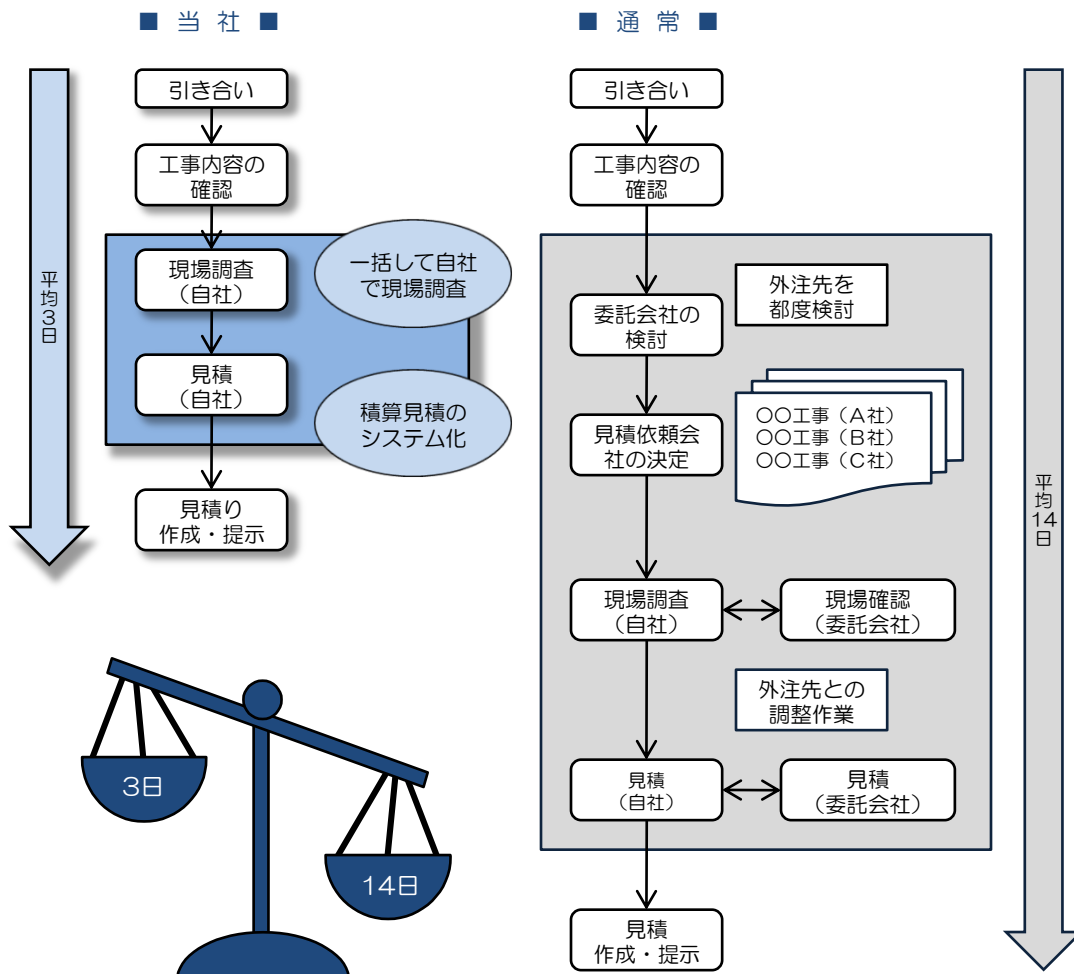 ■ 当 社 ■
引き合い
工事内容の
確認
現場調査
（自社）
一括して自社
で現場調査
見積
（自社）
積算見積の
システム化
見積り
作成・提示
平均3日
3日
14日
■ 通 常 ■
引き合い
工事内容の
確認
委託会社の
検討
外注先を
都度検討
見積依頼会
社の決定
〇〇工事（A社）
〇〇工事（B社）
〇〇工事（C社）
現場調査
（自社）
現場確認
（委託会社）
外注先との
調整作業
見積
（自社）
見積
（委託会社）
見積
作成・提示
平均14日